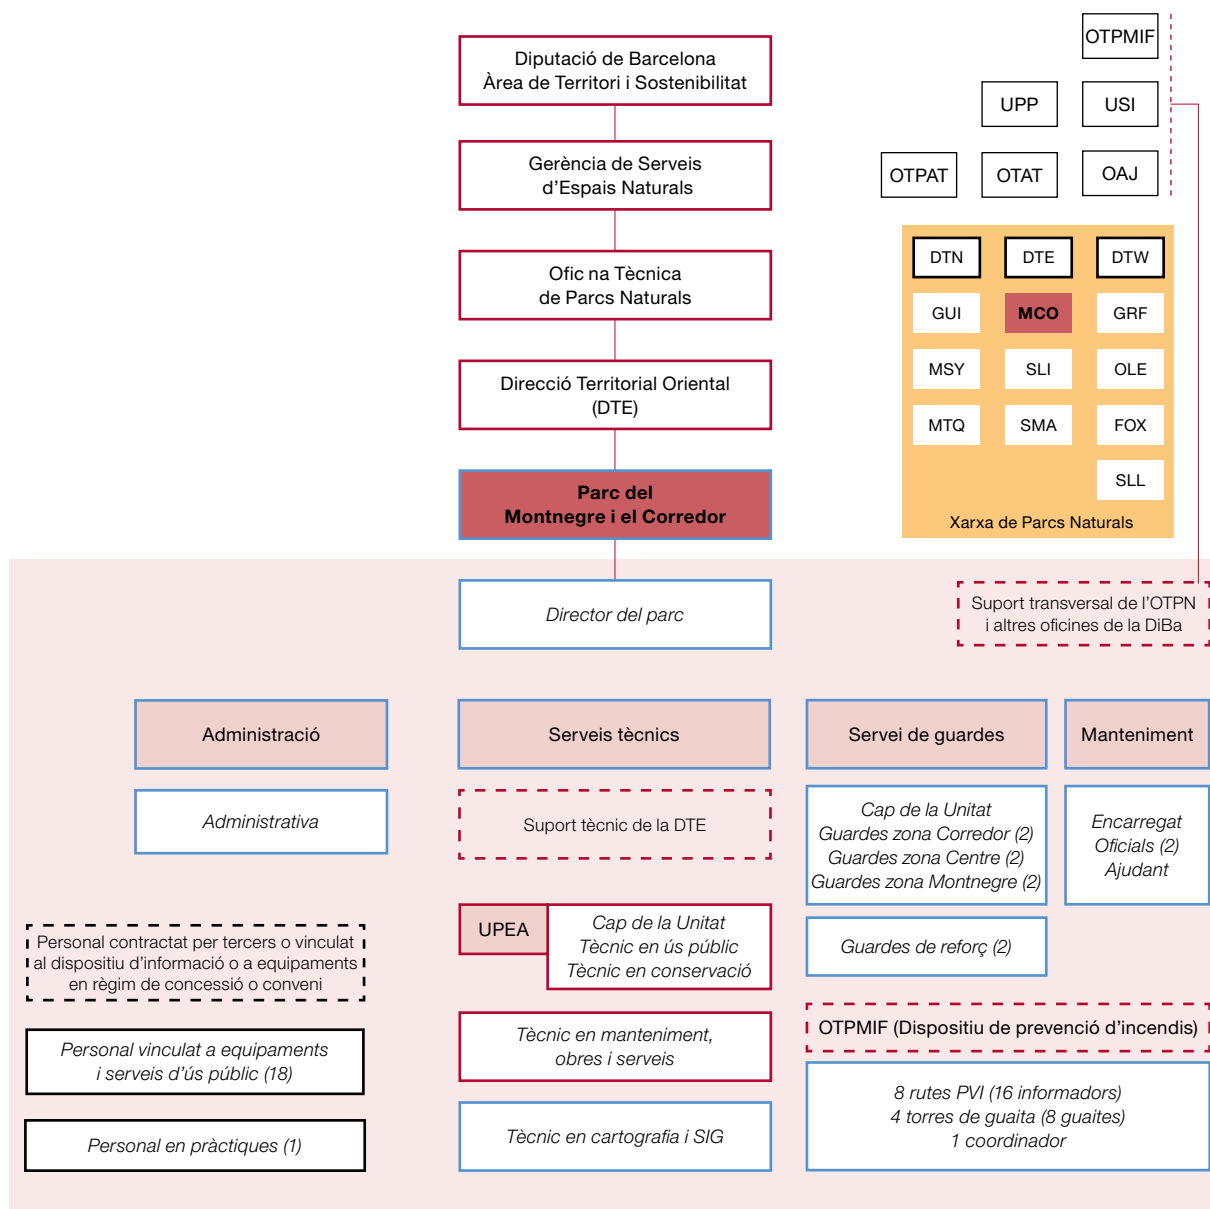 Diputació de Barcelona
Àrea de Territori i Sostenibilitat
Gerència de Serveis
d'Espais Naturals
Ofic na Tècnica
de Parcs Naturals
Direcció Territorial Oriental
(DTE)
Parc del
Montnegre i el Corredor
OTPMIF
UPP
USI
OTPAT
OTAT
OAJ
DTN
DTE
DTW
GUI
MCO
GRF
MSY
SLI
OLE
MTQ
SMA
FOX
SLL
Xarxa de Parcs Naturals
Director del parc
Suport transversal de l'OTPN
i altres oficines de la DiBa
Administració
Serveis tècnics
Servei de guardes
Manteniment
Administrativa
Suport tècnic de la DTE
Cap de la Unitat
Guardes zona Corredor (2)
Guardes zona Centre (2)
Guardes zona Montnegre (2)
Encarregat
Oficials (2)
Ajudant
Personal contractat per tercers o vinculat
al dispositiu d'informació o a equipaments
en règim de concessió o conveni
UPEA
Cap de la Unitat
Tècnic en ús públic
Tècnic en conservació
Guardes de reforç (2)
Personal vinculat a equipaments
i serveis d'ús públic (18)
Tècnic en manteniment,
obres i serveis
OTPMIF (Dispositiu de prevenció d'incendis)
8 rutes PVI (16 informadors)
4 torres de guaita (8 guaites)
1 coordinador
Personal en pràctiques (1)
Tècnic en cartografia i SIG